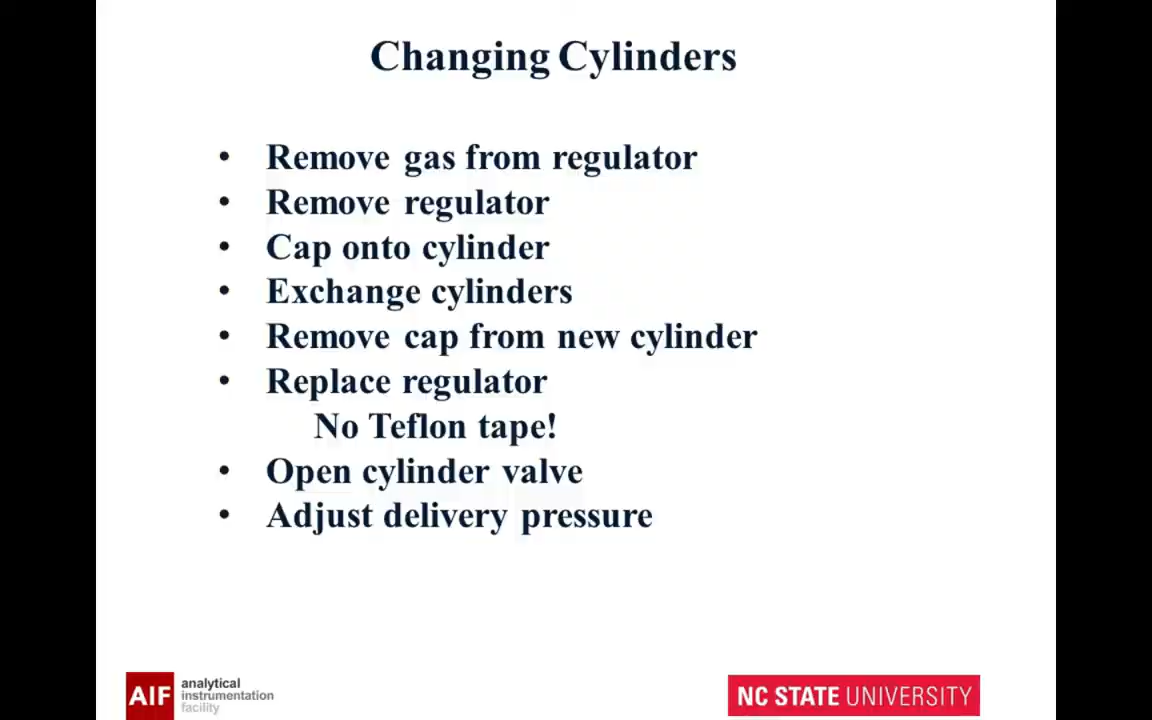 Changing Cylinders
• Remove gas from regulator
• Remove regulator
• Cap onto cylinder
• Exchange cylinders
• Remove cap from new cylinder
• Replace regulator
No Teflon tape!
• Open cylinder valve
• Adjust delivery pressure
AIF
analytical
instrumentation
facility
NC STATE UNIVERSITY